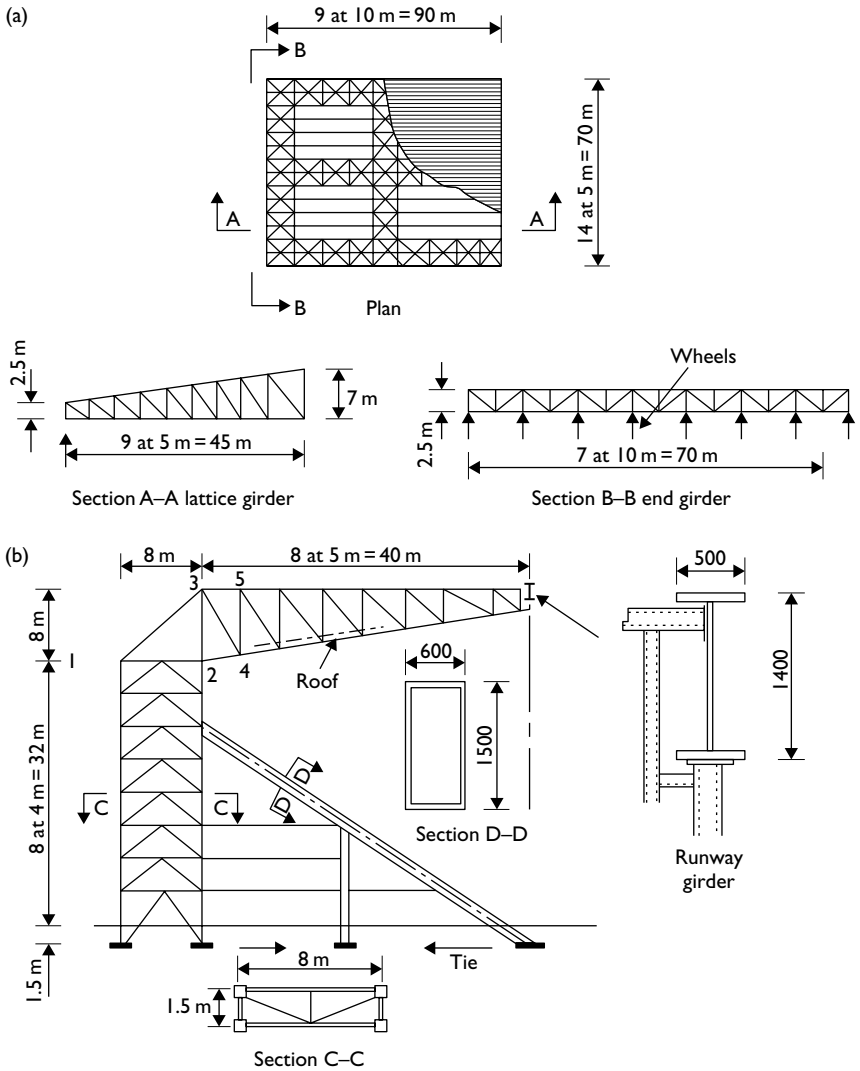 (a)
9 at 10 m = 90 m
B
14 at 5 m = 70 m
A
A
B
Plan
2.5 m
7 m
9 at 5 m = 45 m
Section A–A lattice girder
Wheels
2.5 m
7 at 10 m = 70 m
Section B–B end girder
(b)
8 m
8 at 5 m = 40 m
3
5
8 m
1
2
4
Roof
600
1500
500
1400
8 at 4 m = 32 m
C
C
D
D
Section D–D
Runway
girder
1.5 m
Tie
8 m
1.5 m
Section C–C